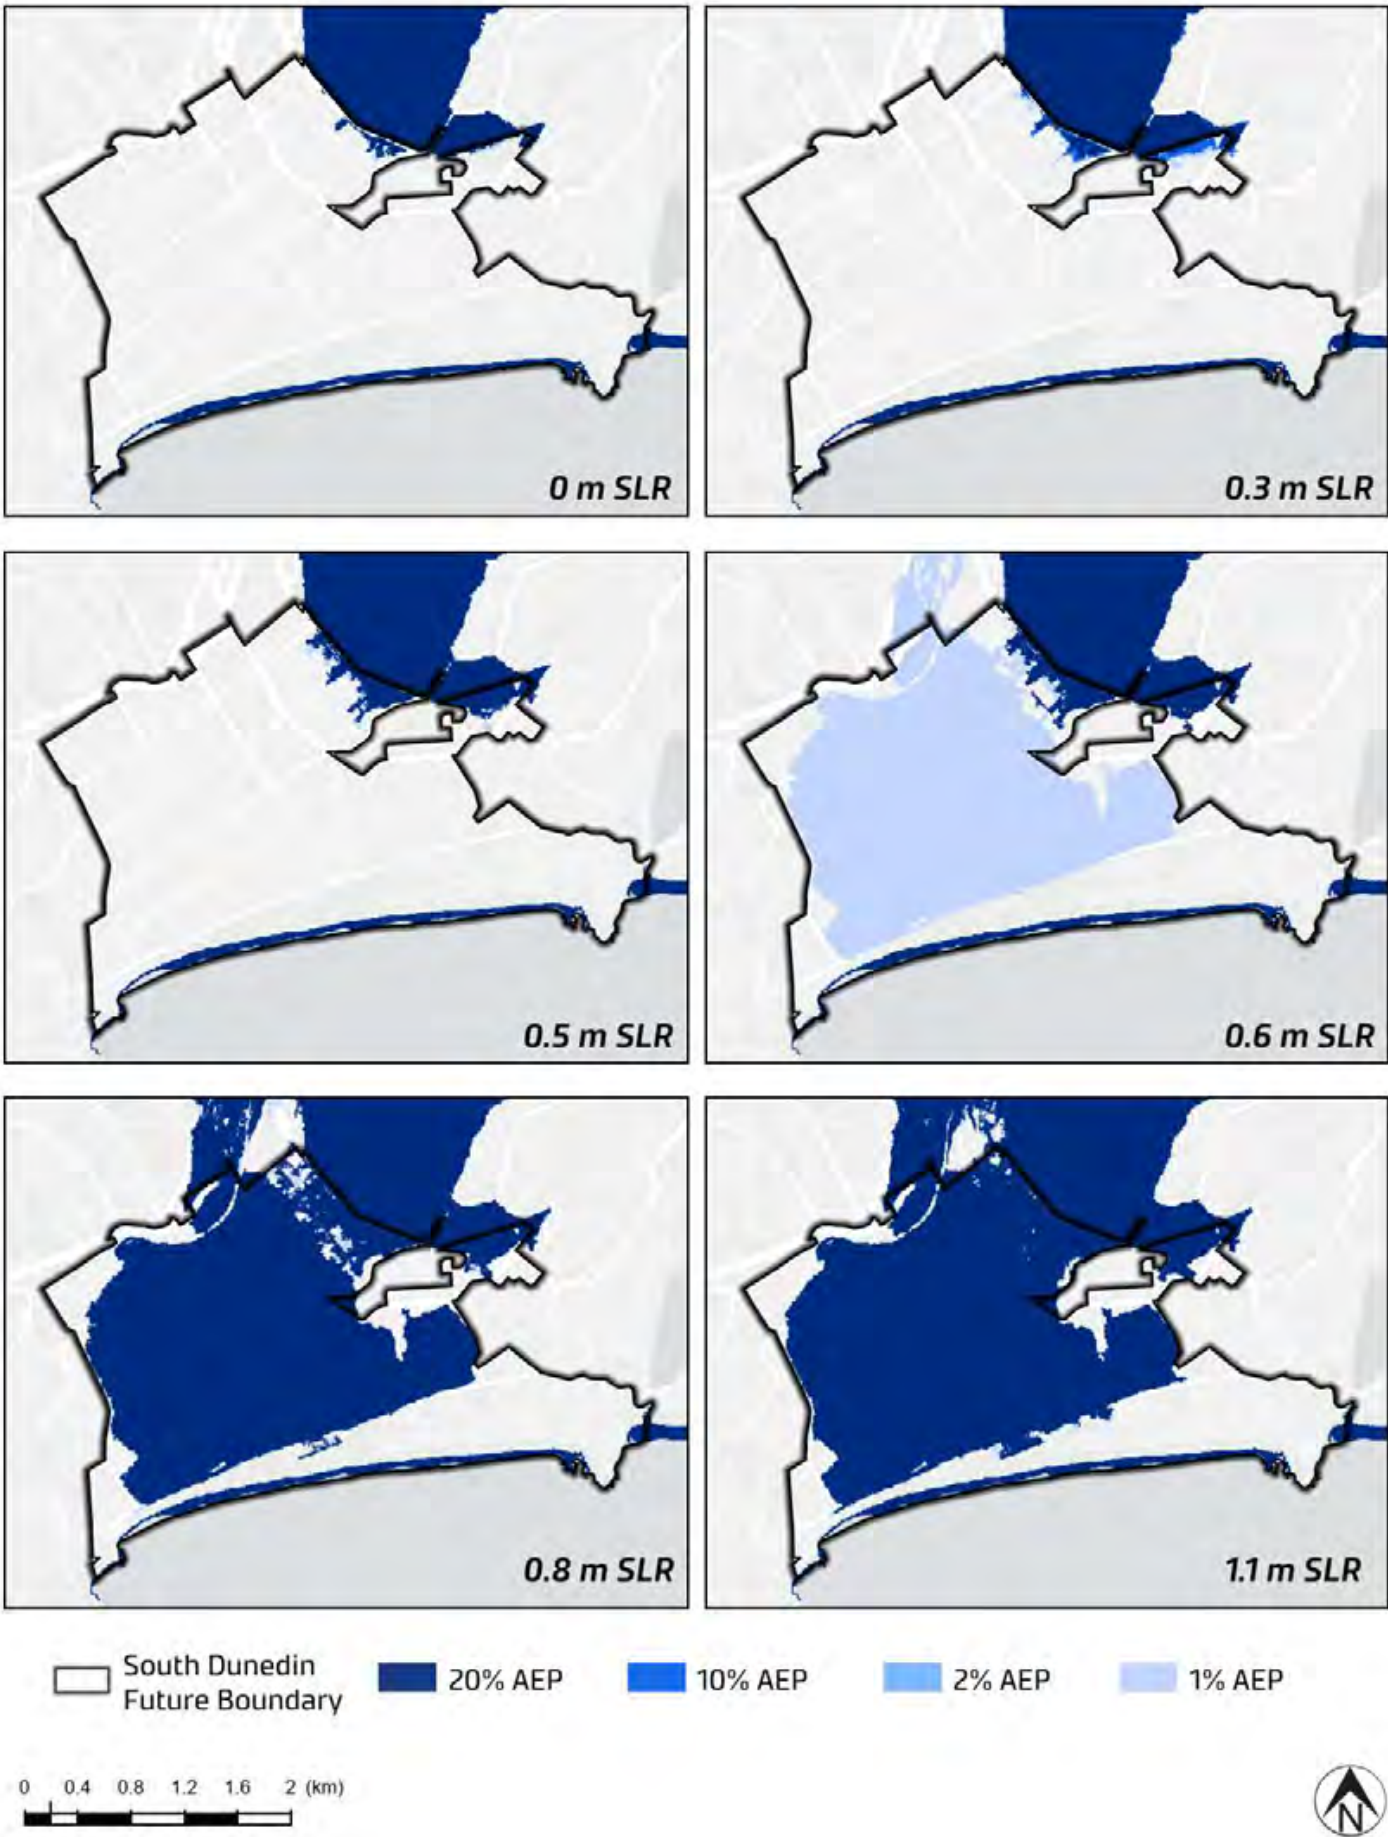 0 m SLR
0.3 m SLR
0.5 m SLR
0.6 m SLR
0.8 m SLR
1.1 m SLR
South Dunedin
Future Boundary
20% AEP
10% AEP
2% AEP
1% AEP
0 0.4 0.8 1.2 1.6 2 (km)
N